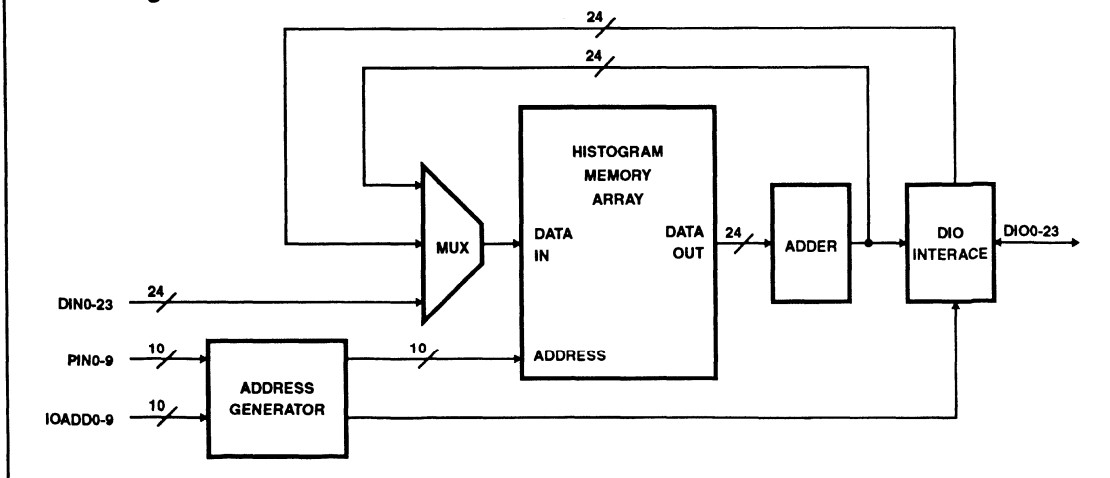 24
24
HISTOGRAM
MEMORY
ARRAY
DATA
IN
DATA
OUT
24
MUX
ADDER
DIO
INTERACE
DIO0-23
DIN0-23
24
PIN0-9
10
10
ADDRESS
IOADD0-9
10
ADDRESS
GENERATOR